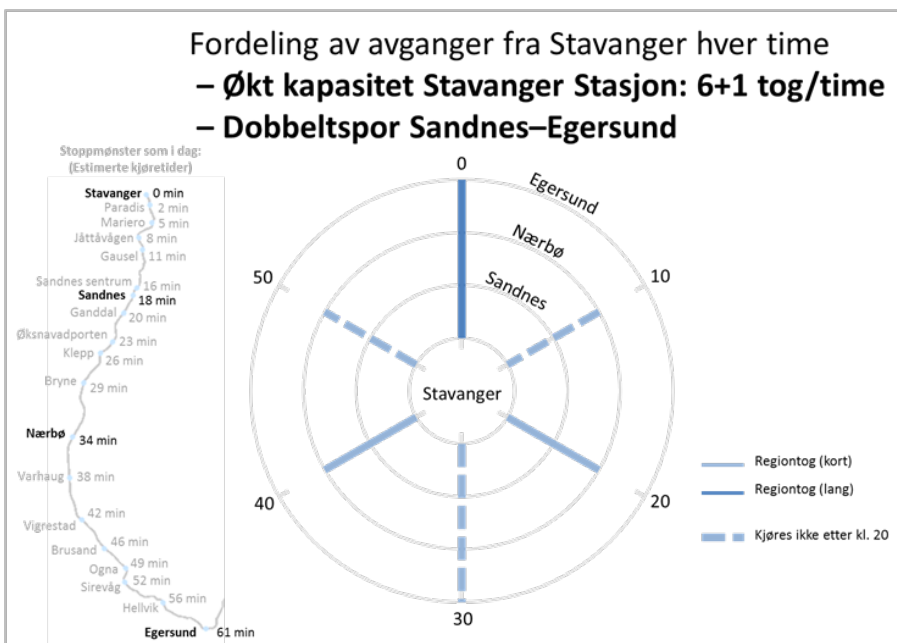 Fordeling av avganger fra Stavanger hver time
– Økt kapasitet Stavanger Stasjon: 6+1 tog/time
– Dobbeltspor Sandnes–Egersund
Stoppmønster som i dag:
(Estimerte kjøretider)
Stavanger 0 min
Paradis 2 min
Mariero 5 min
Jåttåvågen 8 min
Gausel 11 min
Sandnes sentrum 16 min
Sandnes 18 min
Ganddal 20 min
Øksnavadporten 23 min
Klepp 26 min
Bryne 29 min
Nærbø 34 min
Varhaug 38 min
Vigrestad 42 min
Brusand 46 min
Ogna 49 min
Sirevåg 52 min
Hellvik 56 min
Egersund 61 min
0
10
20
30
40
50
Egersund
Nærbø
Sandnes
Stavanger
Regiontog (kort)
Regiontog (lang)
Kjøres ikke etter kl. 20